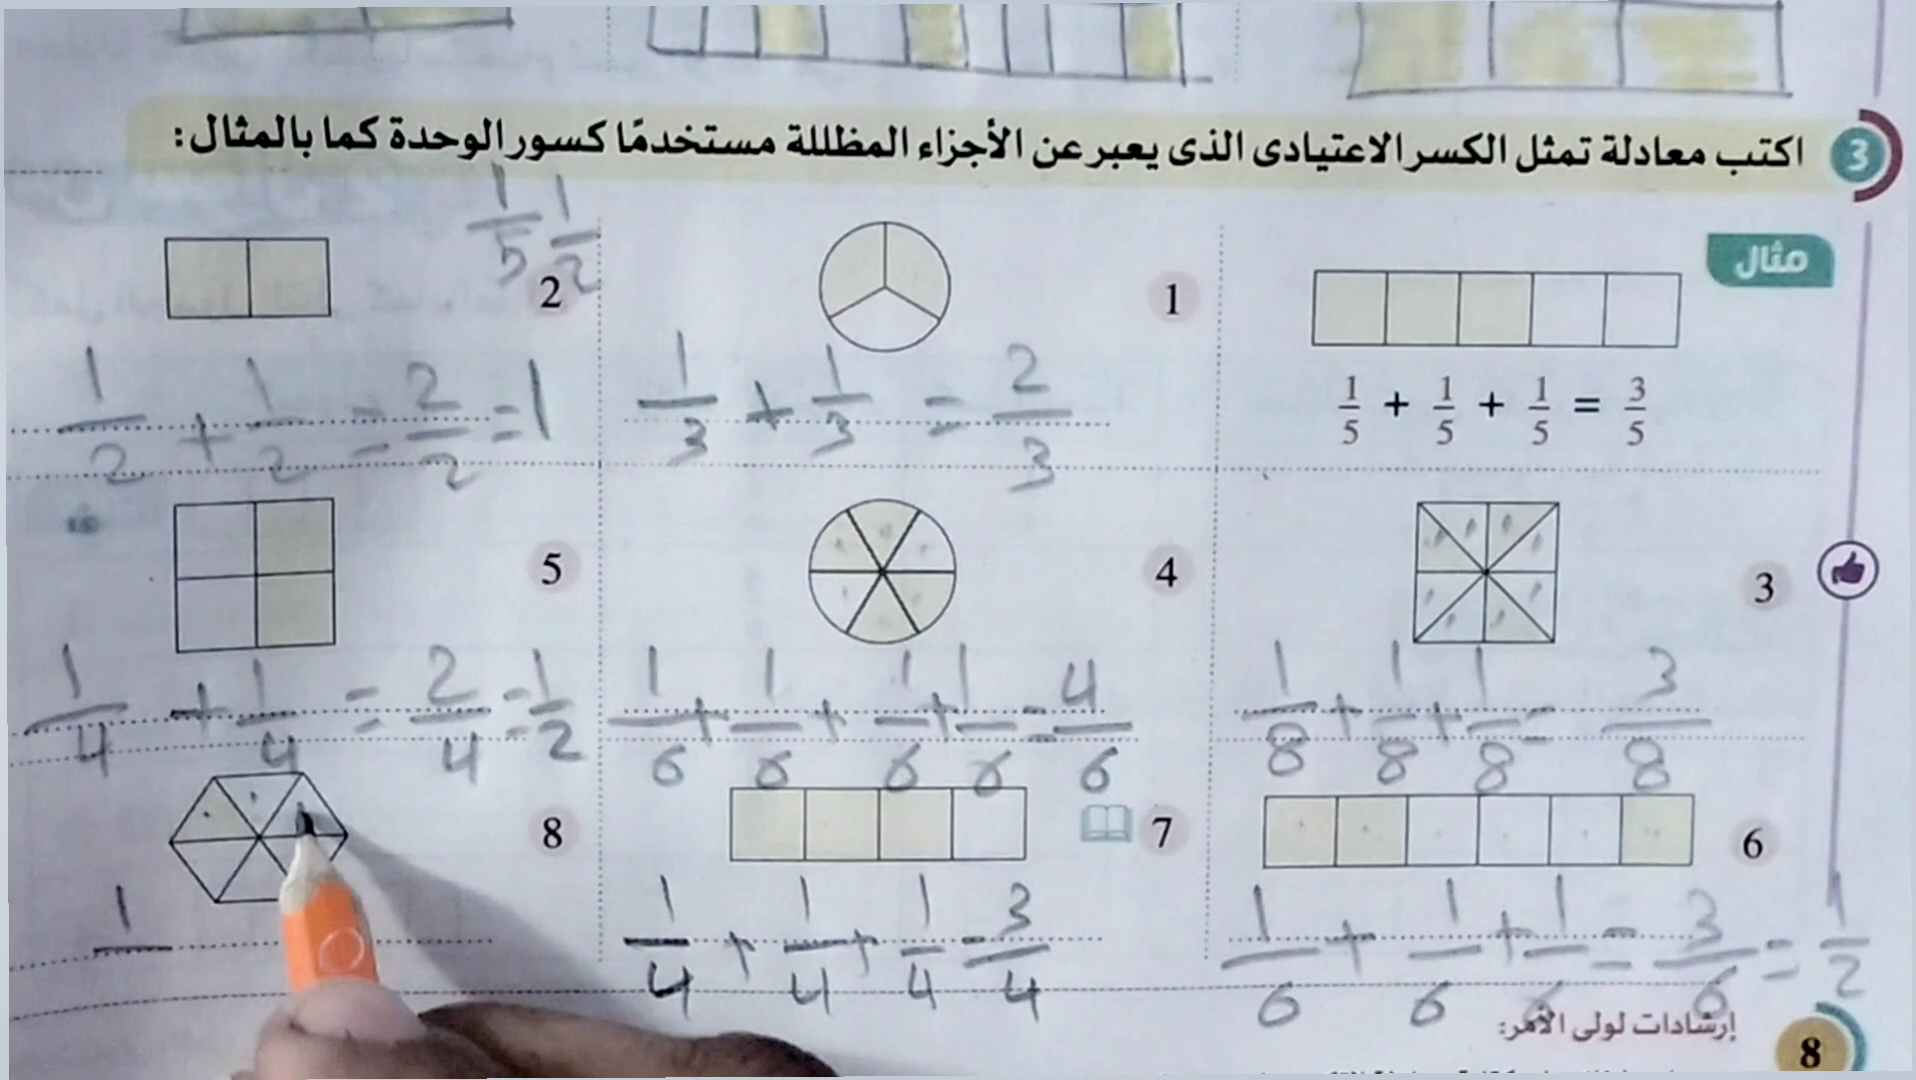 3 اكتب معادلة تمثل الكسر الاعتيادى الذى يعبر عن الأجزاء المظللة مستخدمًا كسور الوحدة كما بالمثال:
1/5 1/2
مثال
1/5 + 1/5 + 1/5 = 3/5
1
1/3 + 1/3 = 2/3
2
1/2 + 1/2 = 2/2 = 1
3
1/8 + 1/8 + 1/8 = 3/8
4
1/6 + 1/6 + 1/6 + 1/6 = 4/6
5
1/4 + 1/4 = 2/4 = 1/2
6
1/6 + 1/6 + 1/6 = 3/6 = 1/2
7
1/4 + 1/4 + 1/4 = 3/4
8
1
إرشادات لولى الأمر:
8